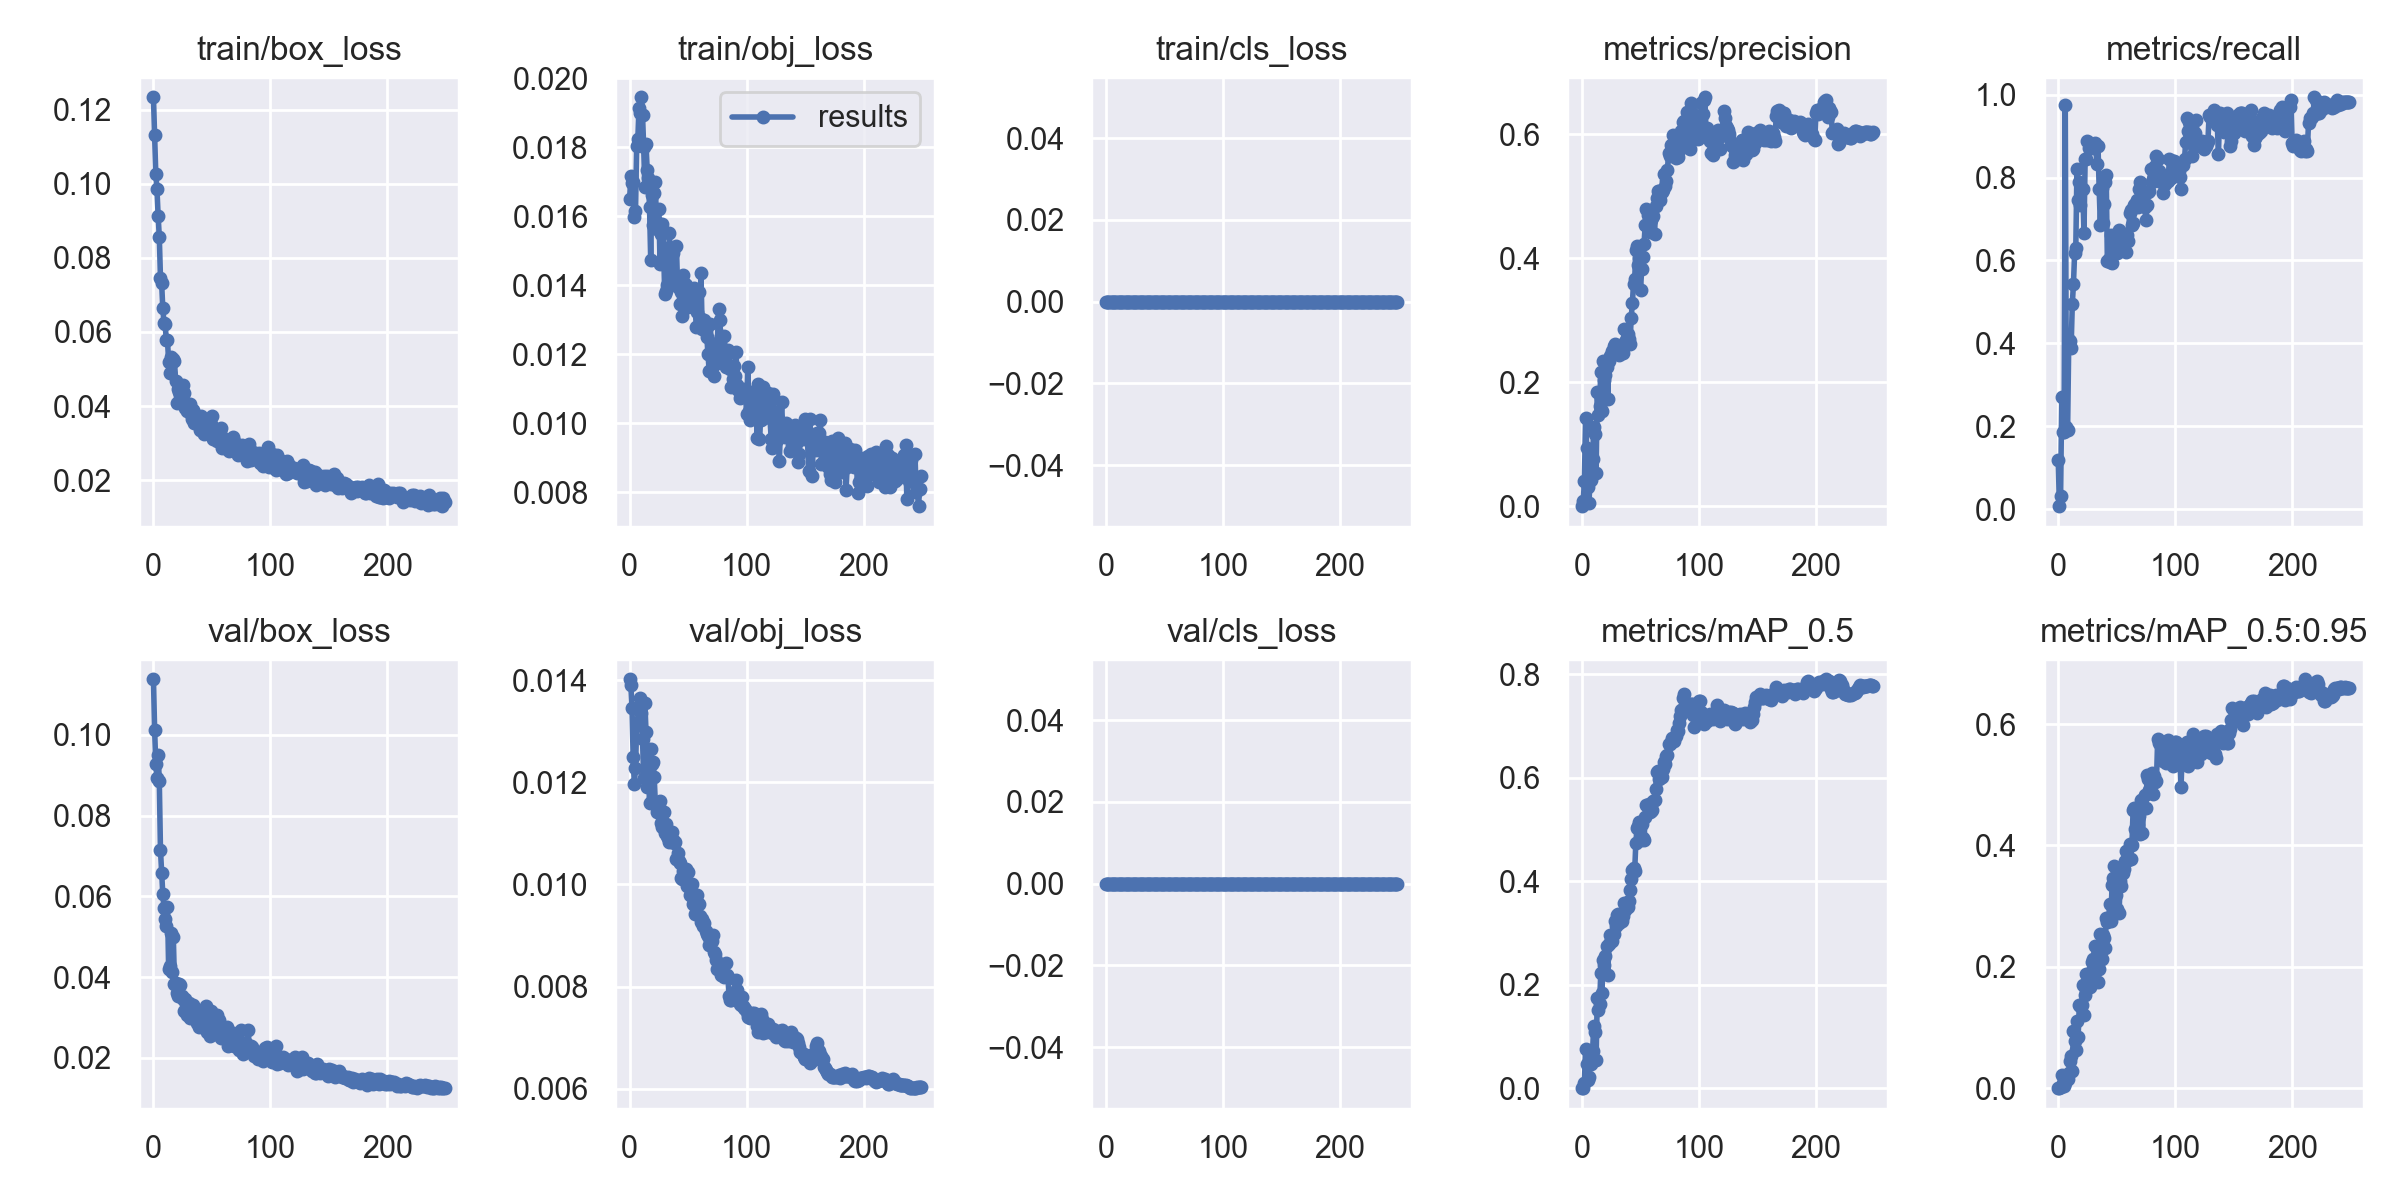 train/box_loss
0.12
0.10
0.08
0.06
0.04
0.02
0 100 200
train/obj_loss
results
0.020
0.018
0.016
0.014
0.012
0.010
0.008
0 100 200
train/cls_loss
0.04
0.02
0.00
−0.02
−0.04
0 100 200
metrics/precision
0.6
0.4
0.2
0.0
0 100 200
metrics/recall
1.0
0.8
0.6
0.4
0.2
0.0
0 100 200
val/box_loss
0.10
0.08
0.06
0.04
0.02
0 100 200
val/obj_loss
0.014
0.012
0.010
0.008
0.006
0 100 200
val/cls_loss
0.04
0.02
0.00
−0.02
−0.04
0 100 200
metrics/mAP_0.5
0.8
0.6
0.4
0.2
0.0
0 100 200
metrics/mAP_0.5:0.95
0.6
0.4
0.2
0.0
0 100 200